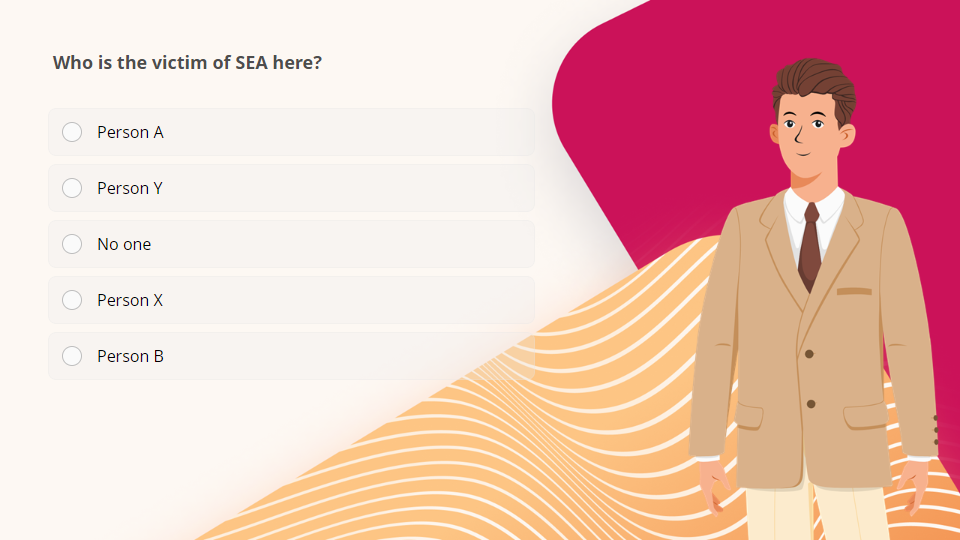 Who is the victim of SEA here?
Person A
Person Y
No one
Person X
Person B